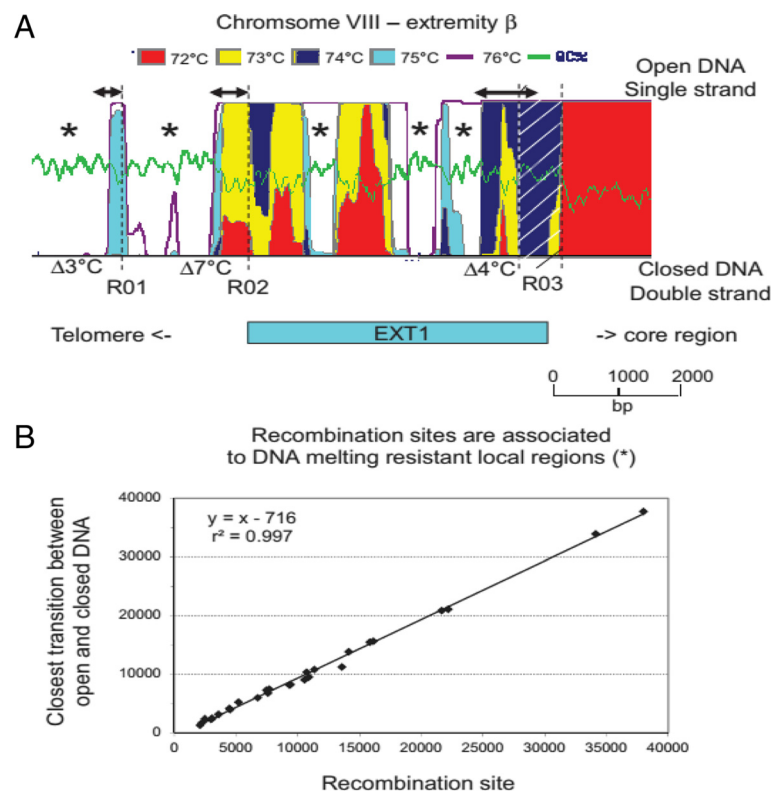 A
Chromsome VIII – extremity β
72°C 73°C 74°C 75°C 76°C
Open DNA
Single strand
* * * * *
Δ3°C Δ7°C Δ4°C
R01 R02 R03
Closed DNA
Double strand
Telomere <- EXT1 -> core region
0 1000 2000
bp
B
Recombination sites are associated
to DNA melting resistant local regions (*)
y = x - 716
r² = 0.997
Closest transition between
open and closed DNA
40000
30000
20000
10000
0
0 5000 10000 15000 20000 25000 30000 35000 40000
Recombination site